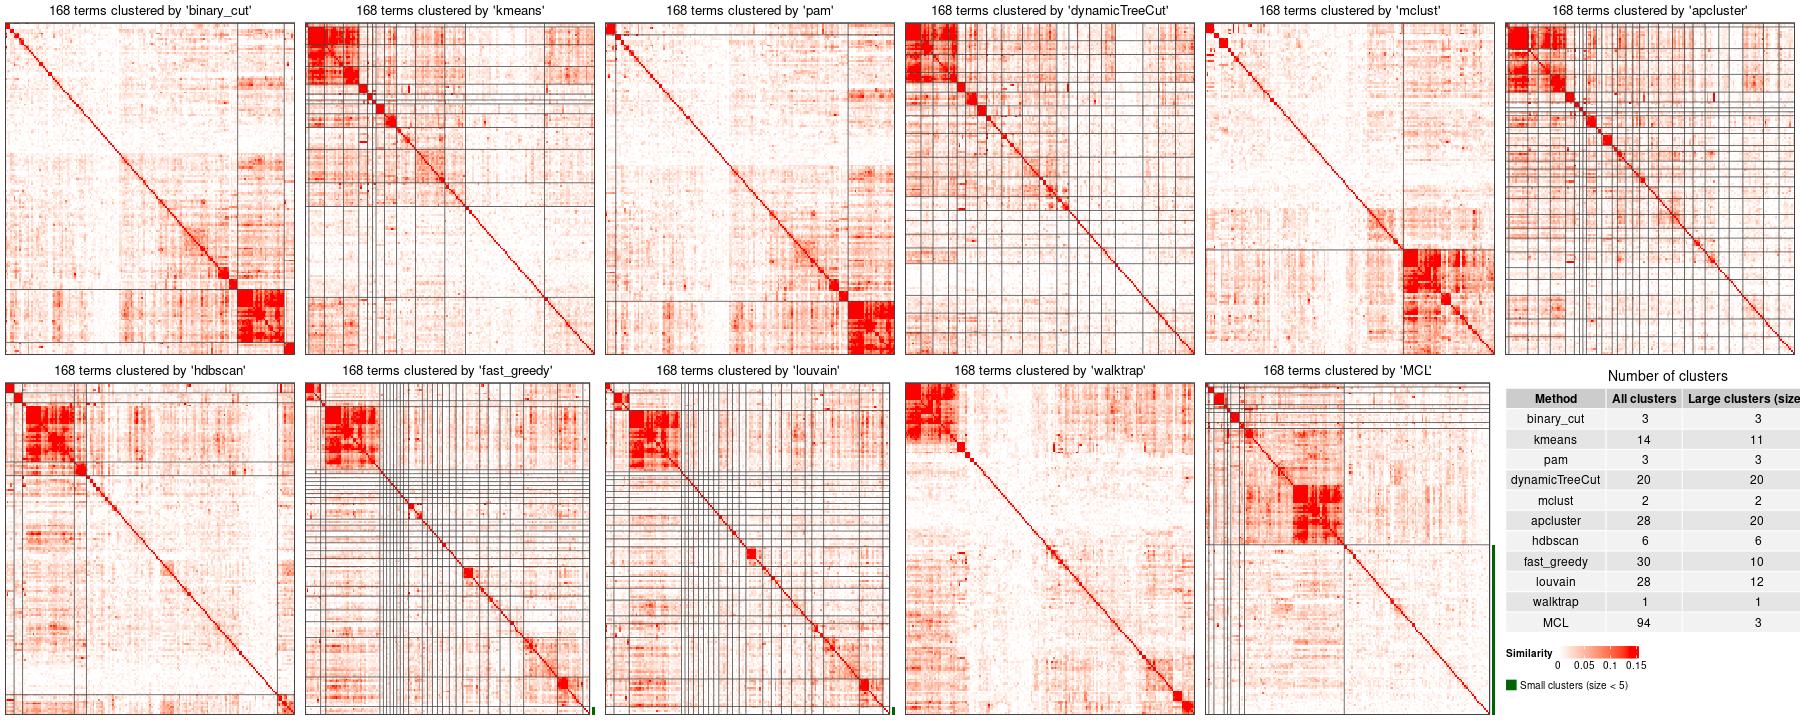 168 terms clustered by 'binary_cut'
168 terms clustered by 'kmeans'
168 terms clustered by 'pam'
168 terms clustered by 'dynamicTreeCut'
168 terms clustered by 'mclust'
168 terms clustered by 'apcluster'
168 terms clustered by 'hdbscan'
168 terms clustered by 'fast_greedy'
168 terms clustered by 'louvain'
168 terms clustered by 'walktrap'
168 terms clustered by 'MCL'
Number of clusters
Method All clusters Large clusters (size
binary_cut 3 3
kmeans 14 11
pam 3 3
dynamicTreeCut 20 20
mclust 2 2
apcluster 28 20
hdbscan 6 6
fast_greedy 30 10
louvain 28 12
walktrap 1 1
MCL 94 3
Similarity
0 0.05 0.1 0.15
Small clusters (size < 5)